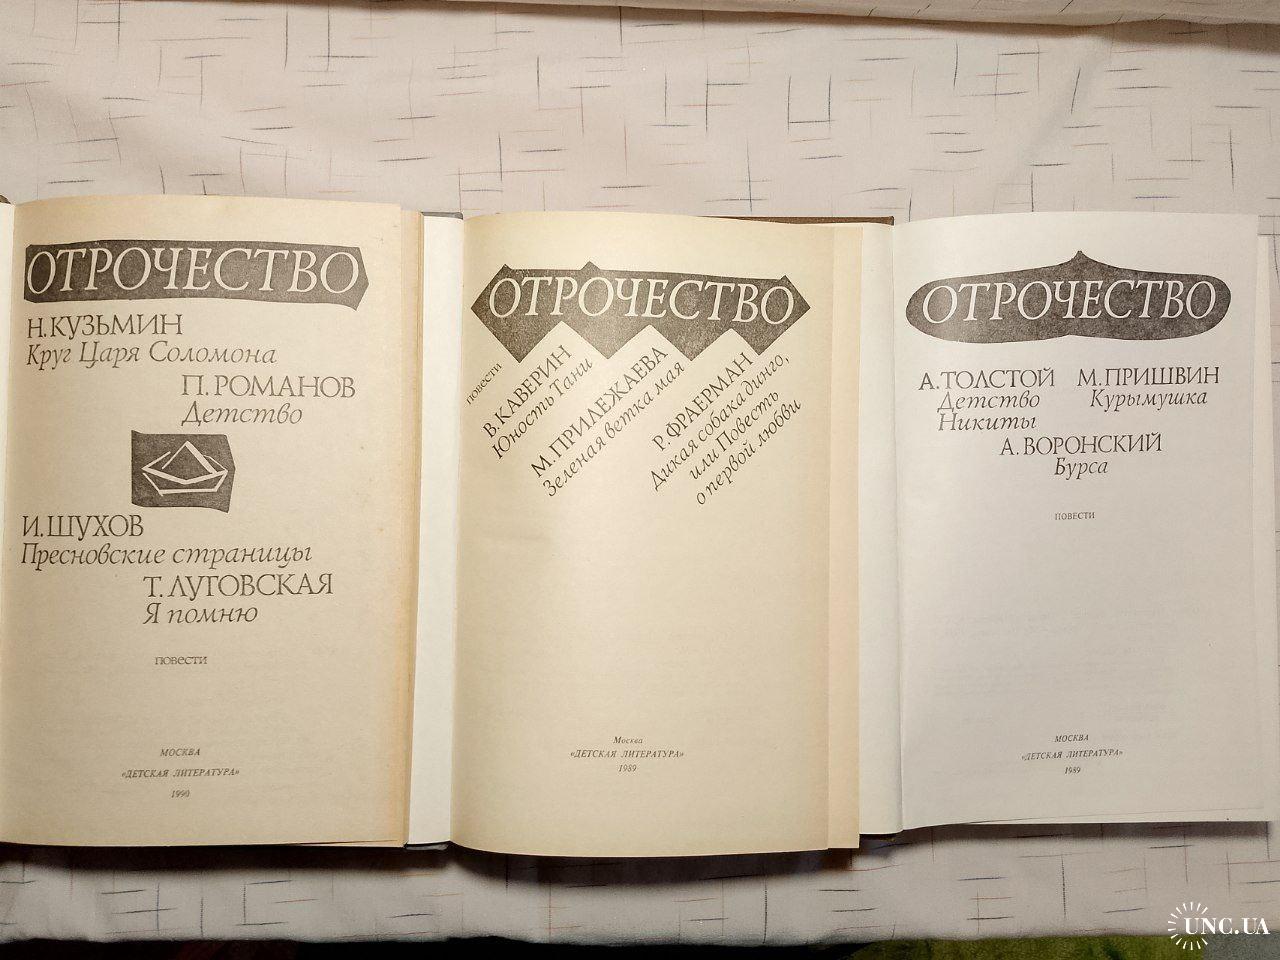 ОТРОЧЕСТВО
Н. КУЗЬМИН
Круг Царя Соломона
П. РОМАНОВ
Детство
И. ШУХОВ
Пресновские страницы
Т. ЛУГОВСКАЯ
Я помню
ПОВЕСТИ
МОСКВА
«ДЕТСКАЯ ЛИТЕРАТУРА»
1990
ОТРОЧЕСТВО
ПОВЕСТИ
В. КАВЕРИН
Юность Тани
М. ПРИЛЕЖАЕВА
Зеленая ветка мая
Р. ФРАЕРМАН
Дикая собака динго,
или Повесть
о первой любви
Москва
«ДЕТСКАЯ ЛИТЕРАТУРА»
1989
ОТРОЧЕСТВО
А. ТОЛСТОЙ
Детство
Никиты
М. ПРИШВИН
Курымушка
А. ВОРОНСКИЙ
Бурса
ПОВЕСТИ
МОСКВА
«ДЕТСКАЯ ЛИТЕРАТУРА»
1989
UNC.UA